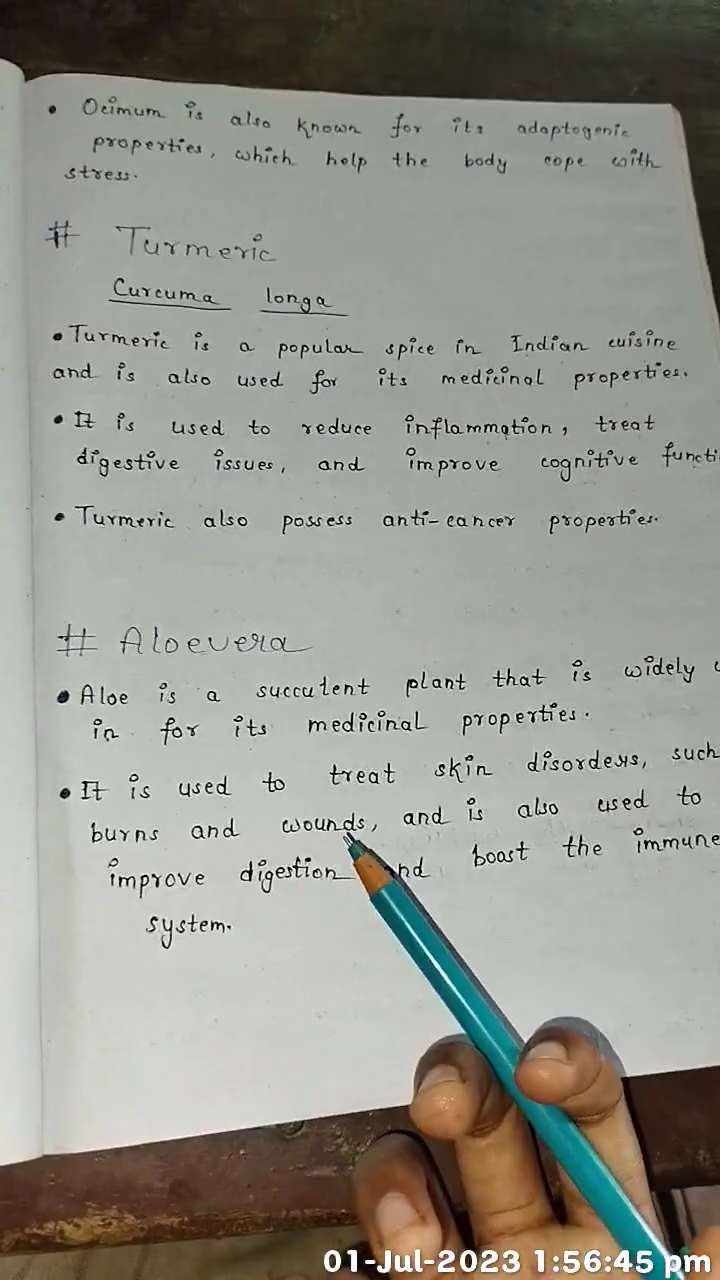 • Ocimum is also known for its adaptogenic
properties, which help the body cope with
stress.
# Turmeric
Curcuma longa
• Turmeric is a popular spice in Indian cuisine
and is also used for its medicinal properties.
• It is used to reduce inflammation, treat
digestive issues, and improve cognitive functi
• Turmeric also possess anti-cancer properties.
# Aloevera
• Aloe is a succulent plant that is widely
in for its medicinal properties.
• It is used to treat skin disorders, such
burns and wounds, and is also used to
improve digestion and boast the immune
system.
01-Jul-2023 1:56:45 pm